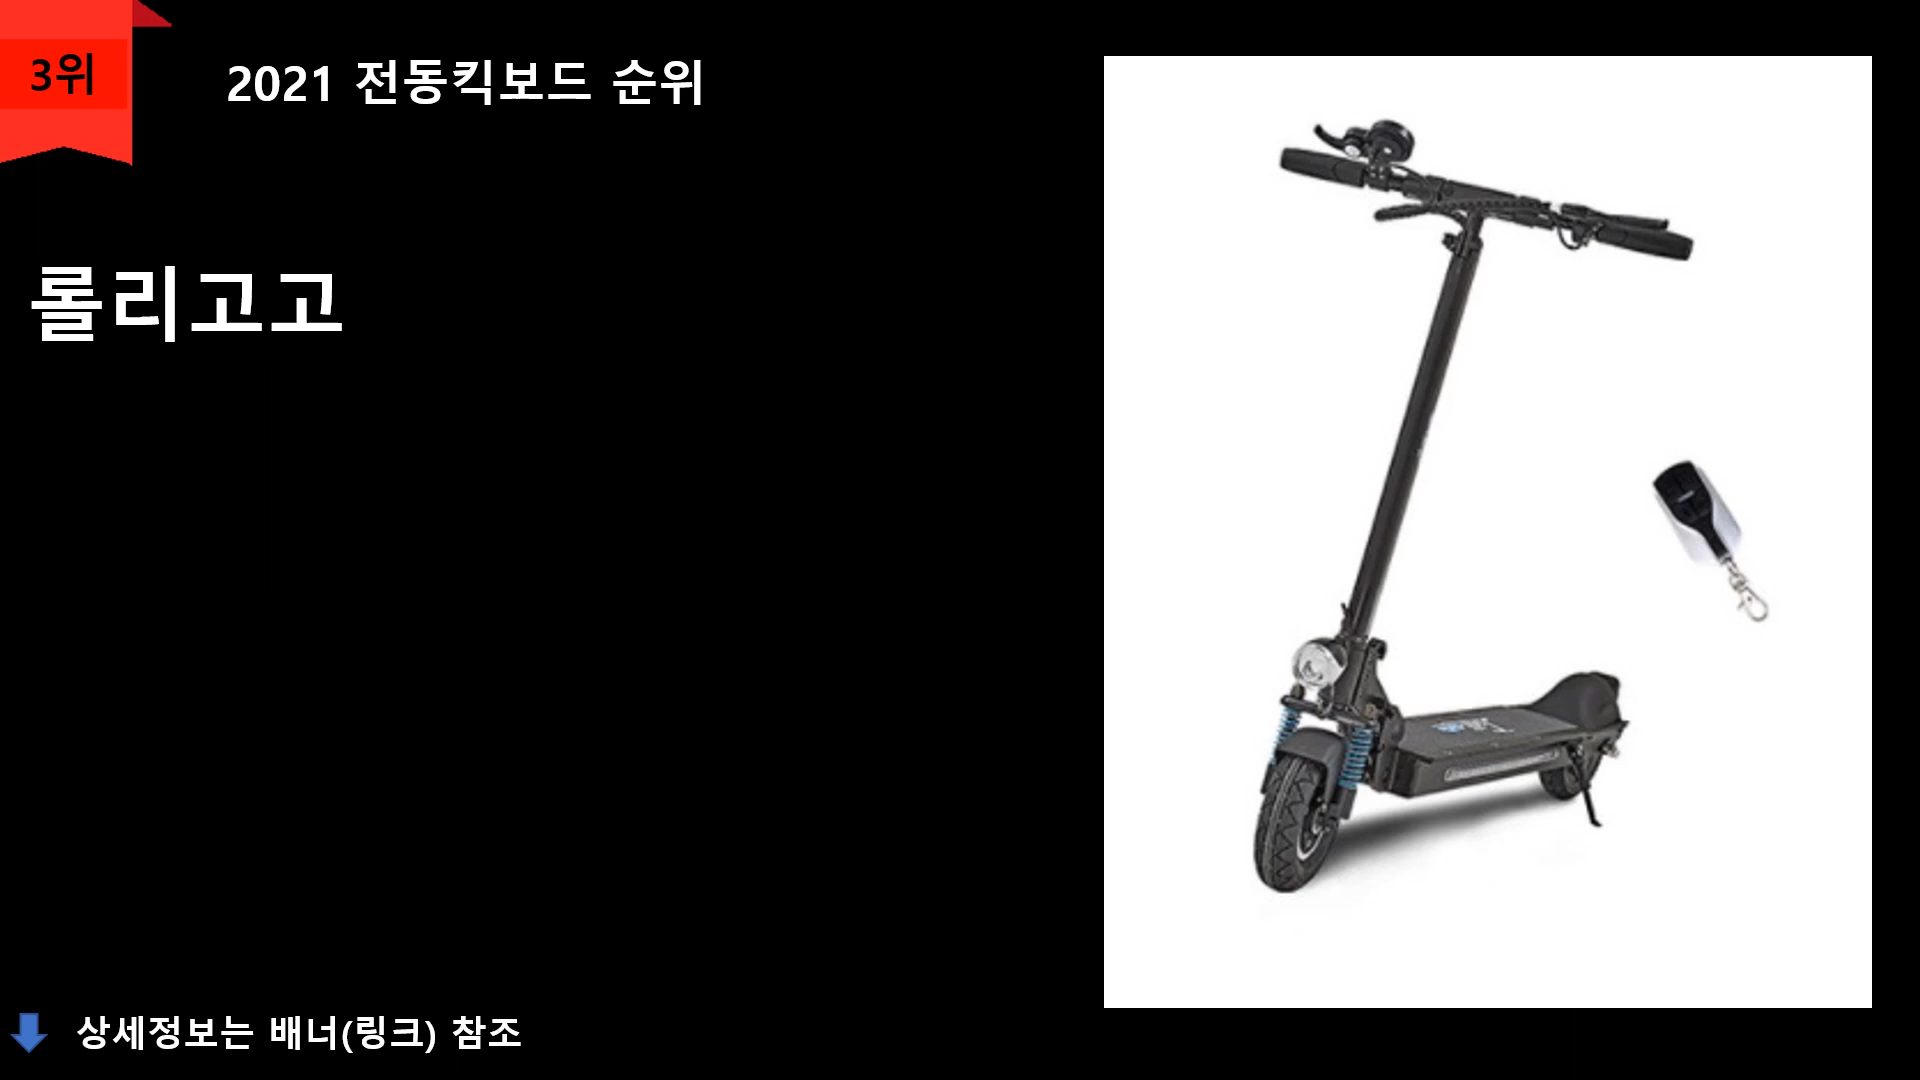 3위
2021 전동킥보드 순위
롤리고고
상세정보는 배너(링크) 참조